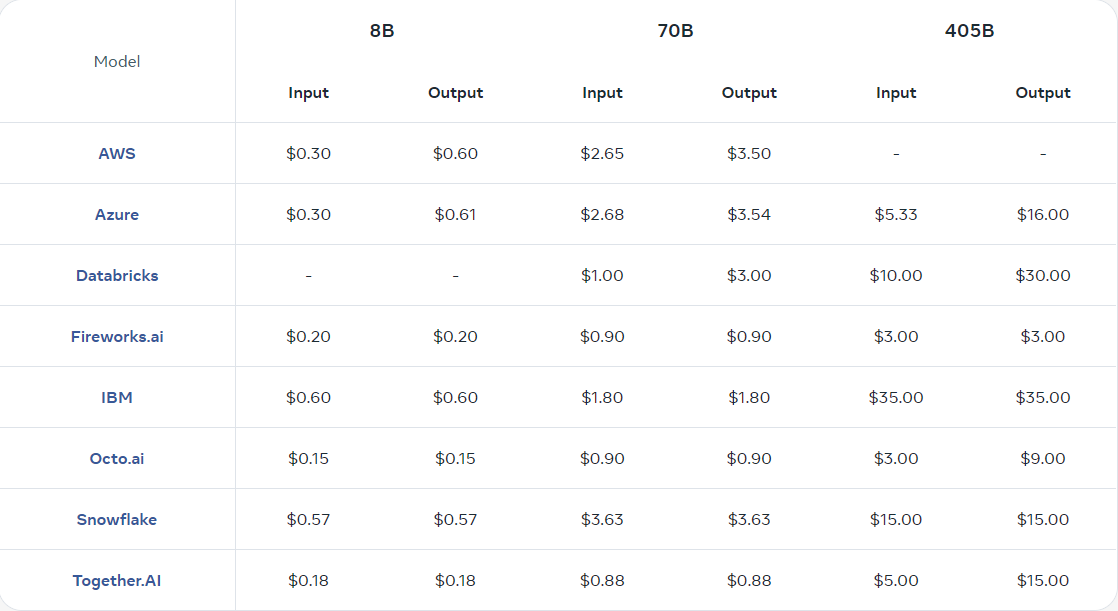 8B 70B 405B
Model
Input Output Input Output Input Output
AWS $0.30 $0.60 $2.65 $3.50 - -
Azure $0.30 $0.61 $2.68 $3.54 $5.33 $16.00
Databricks - - $1.00 $3.00 $10.00 $30.00
Fireworks.ai $0.20 $0.20 $0.90 $0.90 $3.00 $3.00
IBM $0.60 $0.60 $1.80 $1.80 $35.00 $35.00
Octo.ai $0.15 $0.15 $0.90 $0.90 $3.00 $9.00
Snowflake $0.57 $0.57 $3.63 $3.63 $15.00 $15.00
Together.AI $0.18 $0.18 $0.88 $0.88 $5.00 $15.00